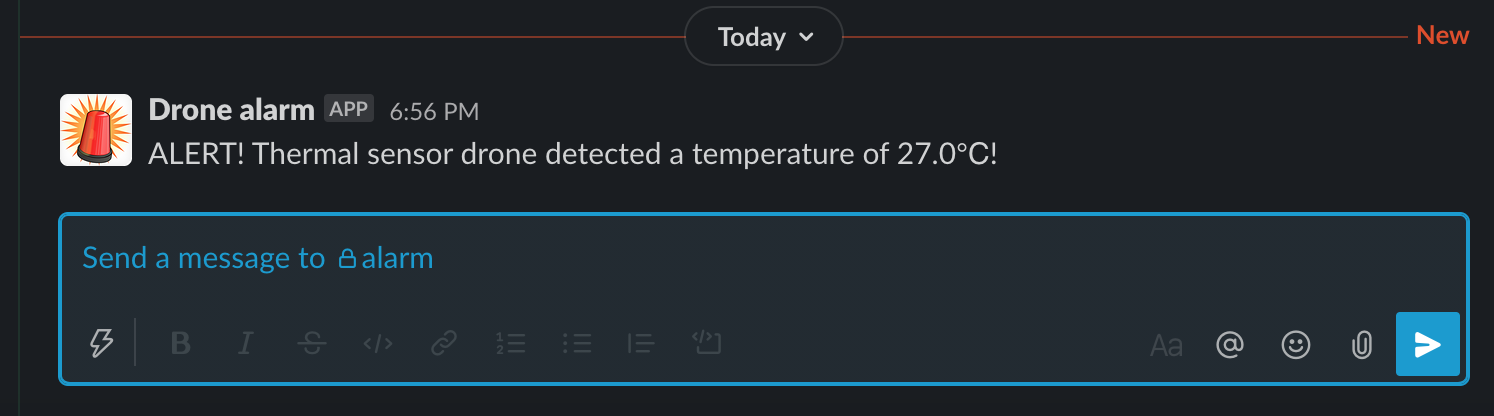 Today
New
Drone alarm APP 6:56 PM
ALERT! Thermal sensor drone detected a temperature of 27.0°C!
Send a message to alarm
B I S </> Aa @